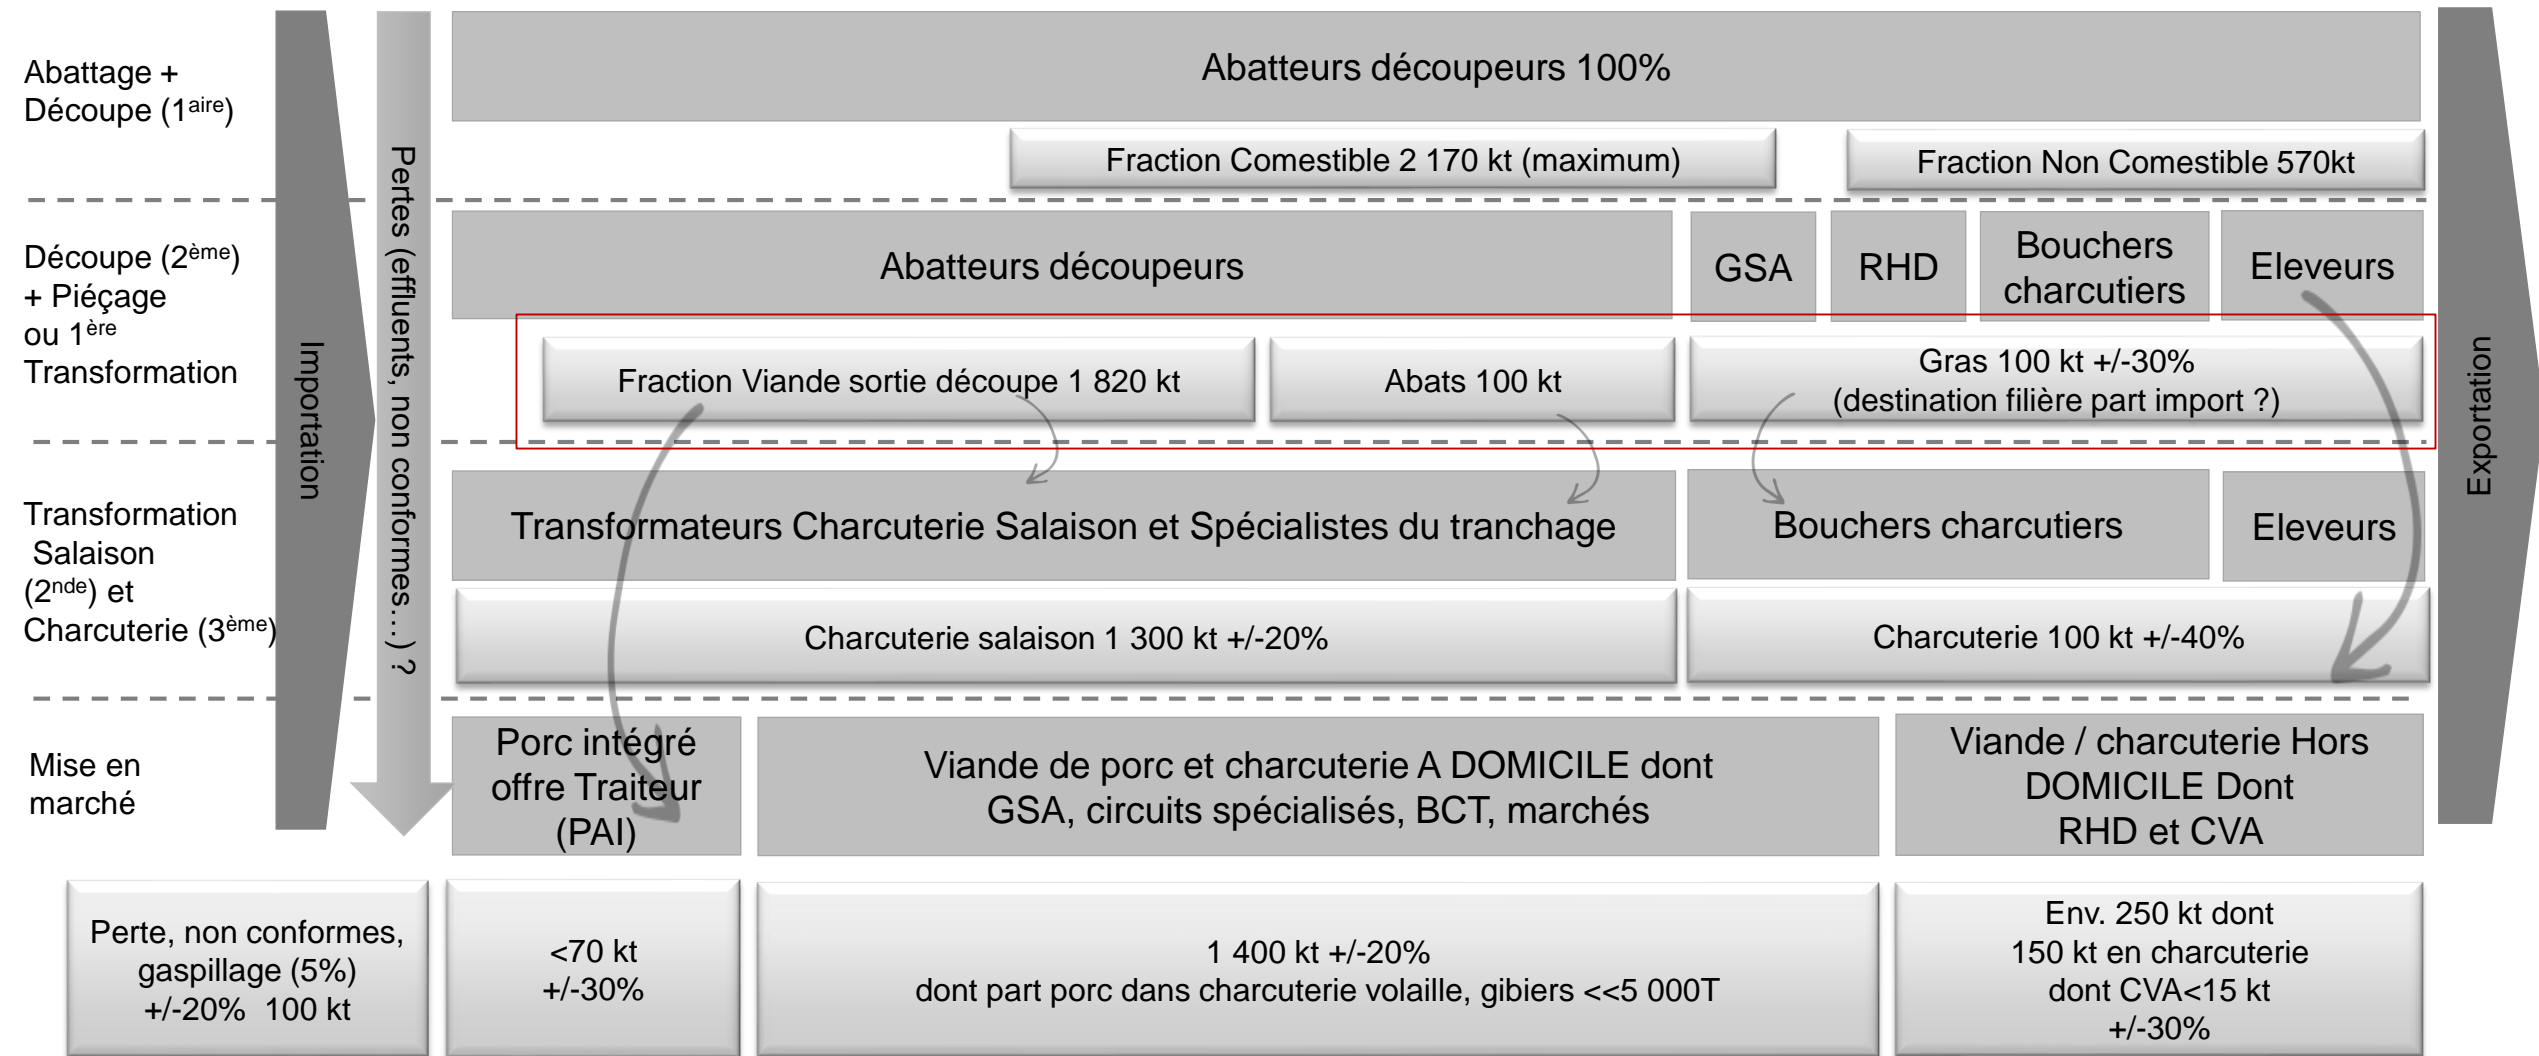 Abattage +
Découpe (1aire)
Importation
Pertes (effluents, non conformes…) ?
Abatteurs découpeurs 100%
Fraction Comestible 2 170 kt (maximum)
Fraction Non Comestible 570kt
Exportation
Découpe (2ème)
+ Piéçage
ou 1ère
Transformation
Abatteurs découpeurs
GSA
RHD
Bouchers
charcutiers
Eleveurs
Fraction Viande sortie découpe 1 820 kt
Abats 100 kt
Gras 100 kt +/-30%
(destination filière part import ?)
Transformation
Salaison
(2nde) et
Charcuterie (3ème)
Transformateurs Charcuterie Salaison et Spécialistes du tranchage
Bouchers charcutiers
Eleveurs
Charcuterie salaison 1 300 kt +/-20%
Charcuterie 100 kt +/-40%
Mise en
marché
Porc intégré
offre Traiteur
(PAI)
Viande de porc et charcuterie A DOMICILE dont
GSA, circuits spécialisés, BCT, marchés
Viande / charcuterie Hors
DOMICILE Dont
RHD et CVA
Perte, non conformes,
gaspillage (5%)
+/-20% 100 kt
<70 kt
+/-30%
1 400 kt +/-20%
dont part porc dans charcuterie volaille, gibiers <<5 000T
Env. 250 kt dont
150 kt en charcuterie
dont CVA<15 kt
+/-30%